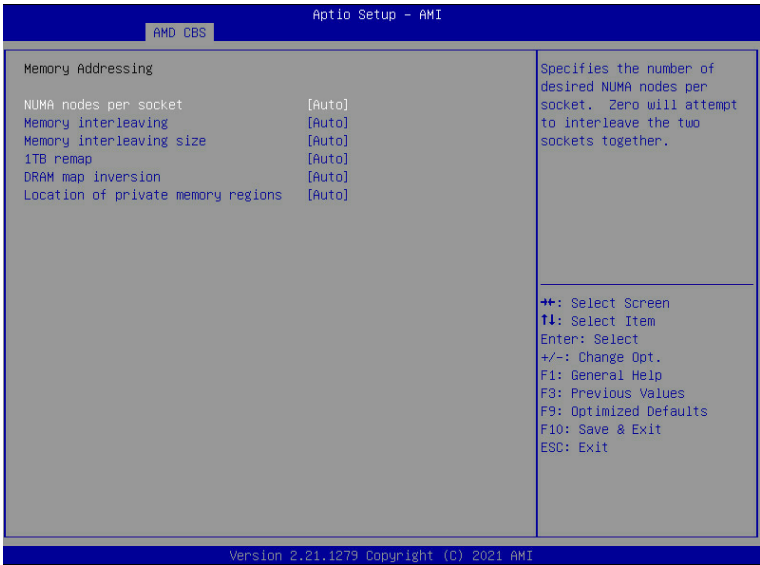 Aptio Setup – AMI
AMD CBS
Memory Addressing
NUMA nodes per socket [Auto]
Memory interleaving [Auto]
Memory interleaving size [Auto]
1TB remap [Auto]
DRAM map inversion [Auto]
Location of private memory regions [Auto]
Specifies the number of
desired NUMA nodes per
socket. Zero will attempt
to interleave the two
sockets together.
→←: Select Screen
↑↓: Select Item
Enter: Select
+/-: Change Opt.
F1: General Help
F3: Previous Values
F9: Optimized Defaults
F10: Save & Exit
ESC: Exit
Version 2.21.1279 Copyright (C) 2021 AMI